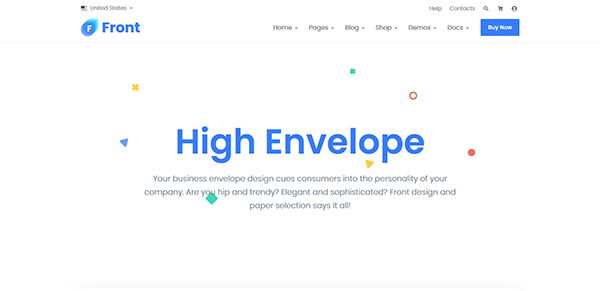 United States
Help Contacts
F Front
Home Pages Blog Shop Demos Docs Buy Now
High Envelope
Your business envelope design cues consumers into the personality of your
company. Are you hip and trendy? Elegant and sophisticated? Front design and
paper selection says it all!